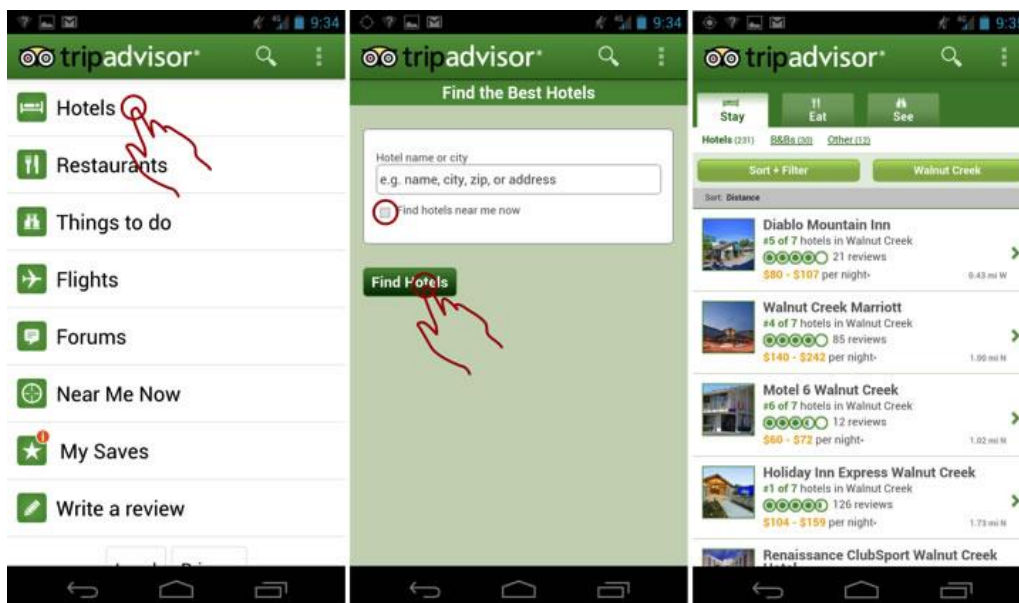 9:34
tripadvisor
Hotels
Restaurants
Things to do
Flights
Forums
Near Me Now
My Saves
Write a review
9:34
tripadvisor
Find the Best Hotels
Hotel name or city
e.g. name, city, zip, or address
Find hotels near me now
Find Hotels
tripadvisor
Stay Eat See
Hotels (231) B&Bs (30) Other (12)
Sort + Filter Walnut Creek
Sort: Distance
Diablo Mountain Inn
#5 of 7 hotels in Walnut Creek
21 reviews
$80 - $107 per night*
0.43 mi W
Walnut Creek Marriott
#4 of 7 hotels in Walnut Creek
85 reviews
$140 - $242 per night*
1.00 mi N
Motel 6 Walnut Creek
#6 of 7 hotels in Walnut Creek
12 reviews
$60 - $72 per night*
1.02 mi N
Holiday Inn Express Walnut Creek
#1 of 7 hotels in Walnut Creek
126 reviews
$104 - $159 per night*
1.73 mi N
Renaissance ClubSport Walnut Creek